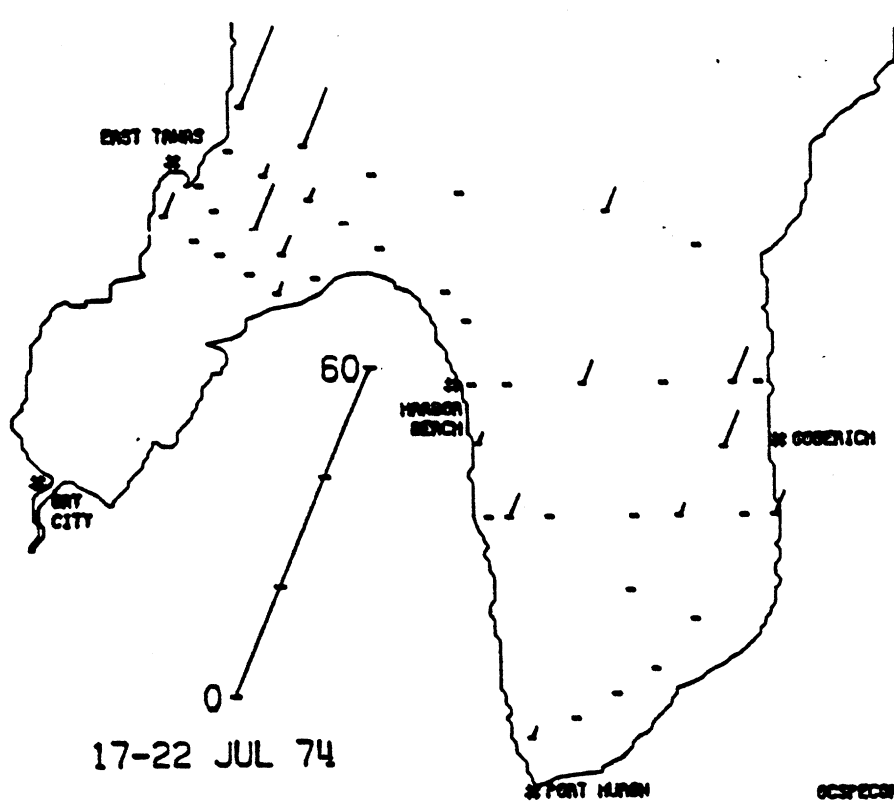 EAST TAWAS
60
HARBOR
BEACH
GODERICH
BAY
CITY
0
17-22 JUL 74
PORT HURON